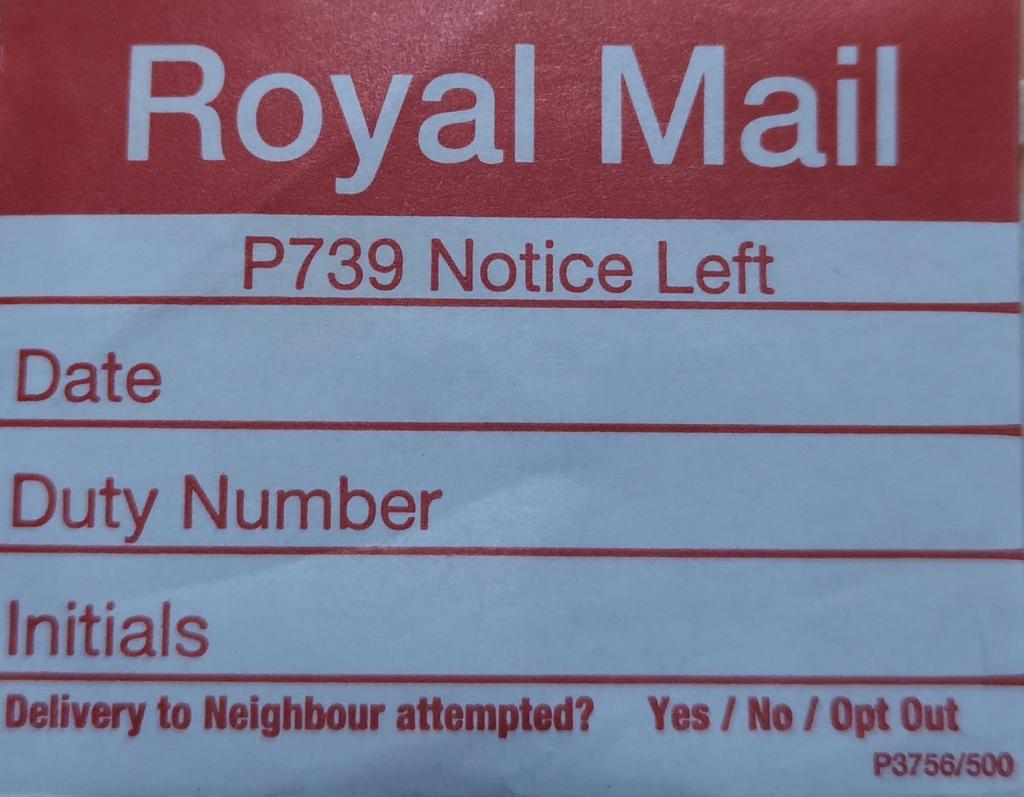 Royal Mail
P739 Notice Left
Date
Duty Number
Initials
Delivery to Neighbour attempted? Yes / No / Opt Out
P3756/500